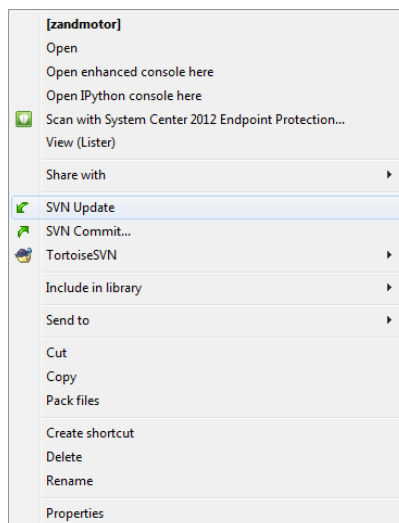 [zandmotor]
Open
Open enhanced console here
Open IPython console here
Scan with System Center 2012 Endpoint Protection...
View (Lister)
Share with
SVN Update
SVN Commit...
TortoiseSVN
Include in library
Send to
Cut
Copy
Pack files
Create shortcut
Delete
Rename
Properties